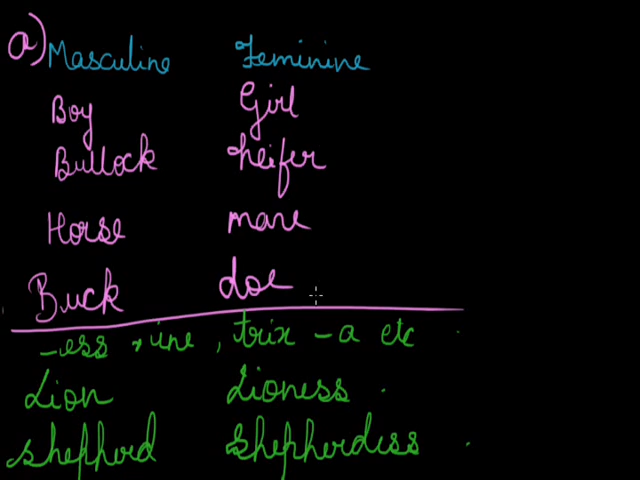 a) Masculine Feminine
Boy Girl
Bullock heifer
Horse mare
Buck doe
-ess, ine, trix -a etc
Lion Lioness
shepherd Shepherdess